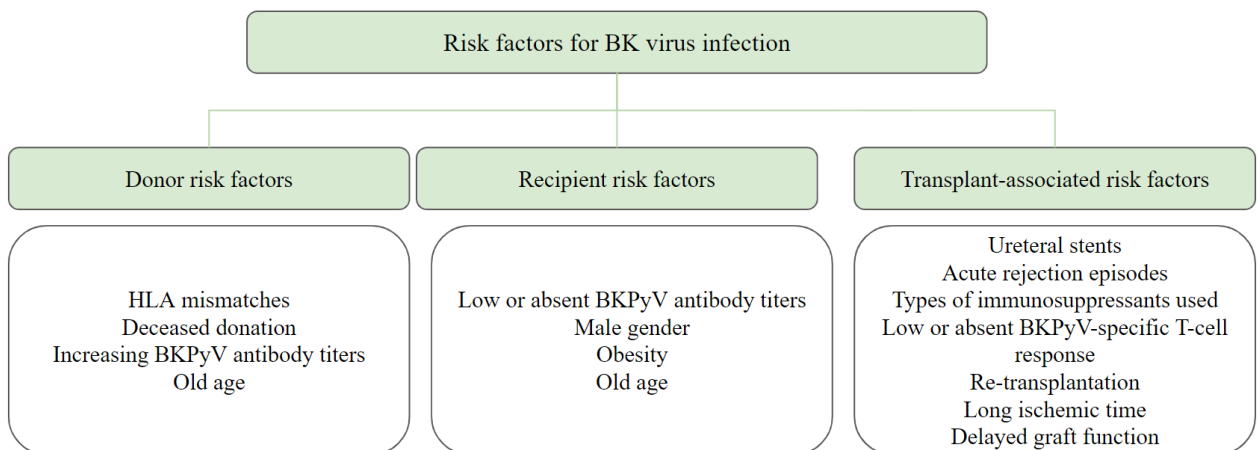 Risk factors for BK virus infection
Donor risk factors
Recipient risk factors
Transplant-associated risk factors
HLA mismatches
Deceased donation
Increasing BKPyV antibody titers
Old age
Low or absent BKPyV antibody titers
Male gender
Obesity
Old age
Ureteral stents
Acute rejection episodes
Types of immunosuppressants used
Low or absent BKPyV-specific T-cell
response
Re-transplantation
Long ischemic time
Delayed graft function